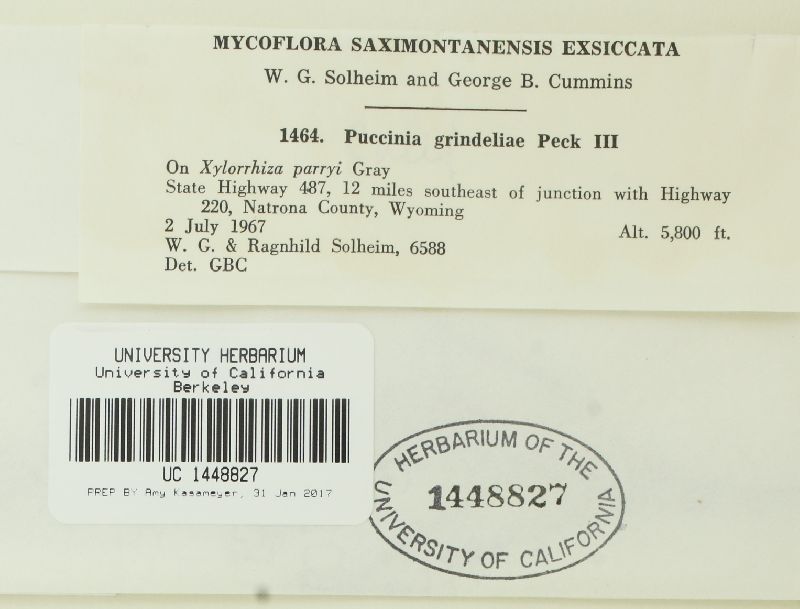 MYCOFLORA SAXIMONTANENSIS EXSICCATA
W. G. Solheim and George B. Cummins
1464. Puccinia grindeliae Peck III
On Xylorrhiza parryi Gray
State Highway 487, 12 miles southeast of junction with Highway
220, Natrona County, Wyoming
2 July 1967 Alt. 5,800 ft.
W. G. & Ragnhild Solheim, 6588
Det. GBC
UNIVERSITY HERBARIUM
University of California
Berkeley
UC 1448827
PREP BY Amy Kasameyer, 31 Jan 2017
HERBARIUM OF THE
1448827
UNIVERSITY OF CALIFORNIA